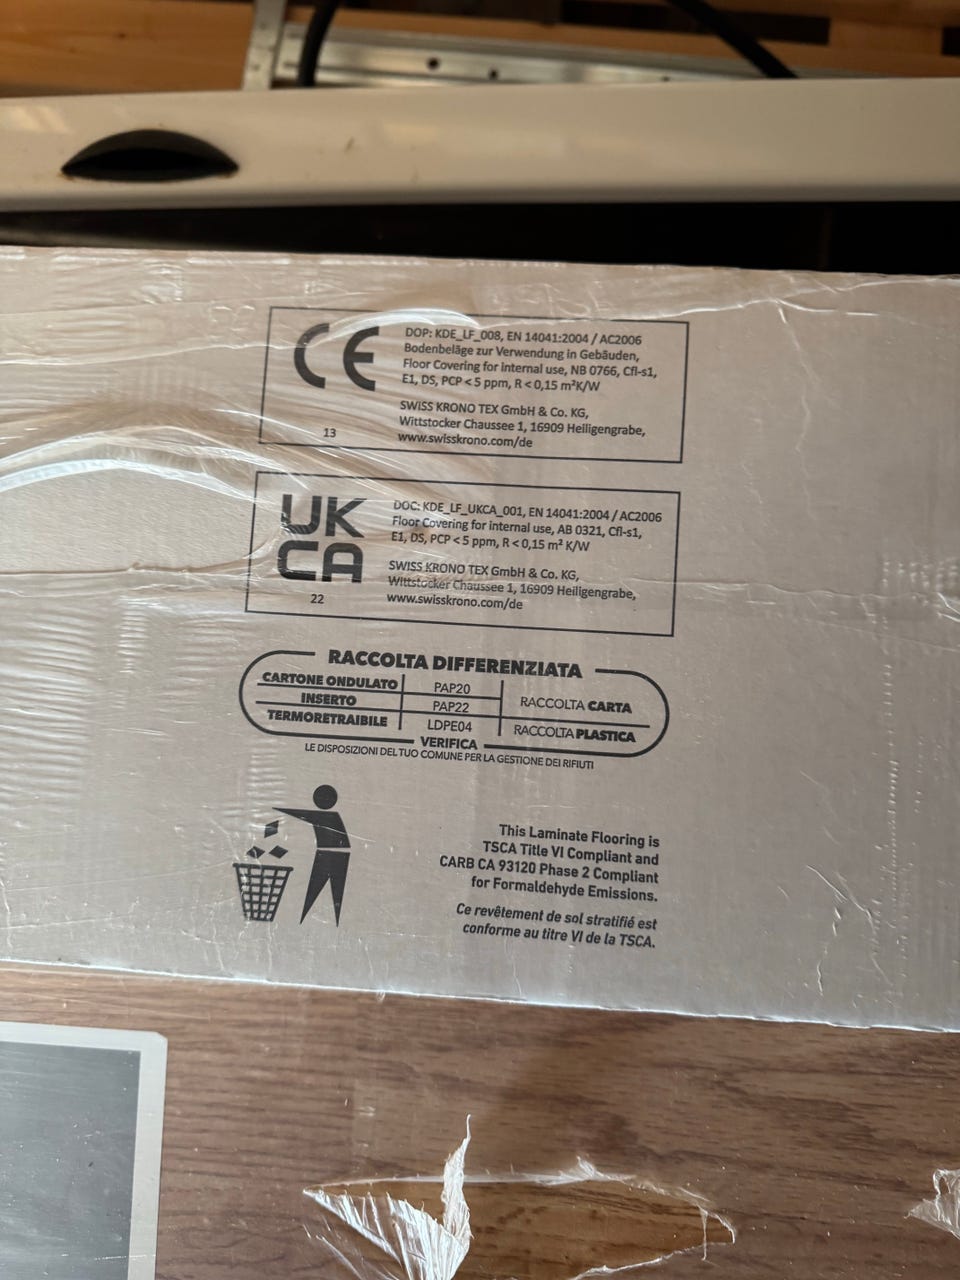 CE
DOP: KDE_LF_008, EN 14041:2004 / AC2006
Bodenbeläge zur Verwendung in Gebäuden,
Floor Covering for internal use, NB 0766, Cfl-s1,
E1, DS, PCP < 5 ppm, R < 0,15 m²K/W
SWISS KRONO TEX GmbH & Co. KG,
Wittstocker Chaussee 1, 16909 Heiligengrabe,
www.swisskrono.com/de
13
UK
CA
DOC: KDE_LF_UKCA_001, EN 14041:2004 / AC2006
Floor Covering for internal use, AB 0321, Cfl-s1,
E1, DS, PCP < 5 ppm, R < 0,15 m² K/W
SWISS KRONO TEX GmbH & Co. KG,
Wittstocker Chaussee 1, 16909 Heiligengrabe,
www.swisskrono.com/de
22
RACCOLTA DIFFERENZIATA
CARTONE ONDULATO PAP20
INSERTO PAP22
RACCOLTA CARTA
TERMORETRAIBILE LDPE04 RACCOLTA PLASTICA
VERIFICA
LE DISPOSIZIONI DEL TUO COMUNE PER LA GESTIONE DEI RIFIUTI
This Laminate Flooring is
TSCA Title VI Compliant and
CARB CA 93120 Phase 2 Compliant
for Formaldehyde Emissions.
Ce revêtement de sol stratifié est
conforme au titre VI de la TSCA.